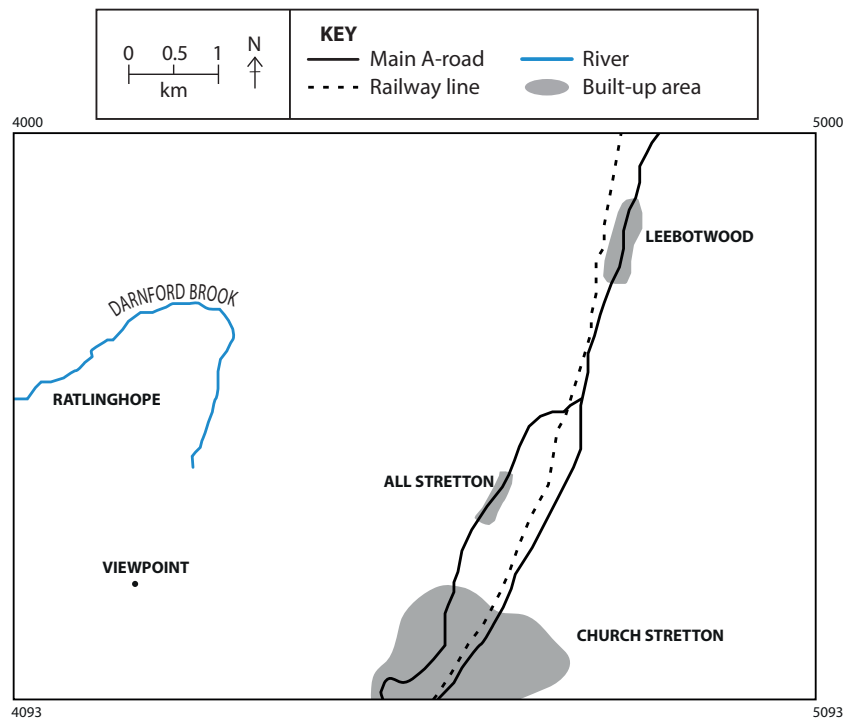 KEY
0 0.5 1
km
N
Main A-road
River
Railway line
Built-up area
4000
5000
LEEBOTWOOD
DARNFORD BROOK
RATLINGHOPE
ALL STRETTON
VIEWPOINT
CHURCH STRETTON
4093
5093